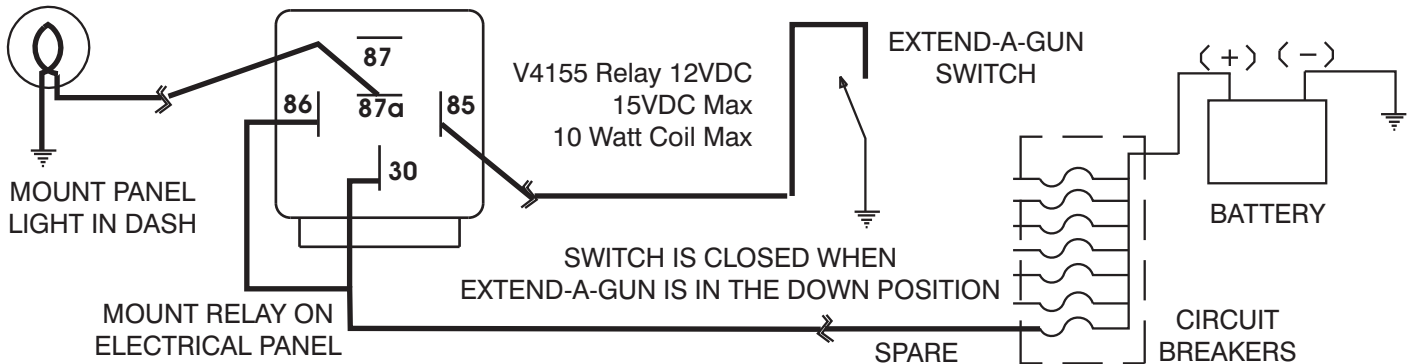 87
86
87a
85
30
V4155 Relay 12VDC
15VDC Max
10 Watt Coil Max
EXTEND-A-GUN
SWITCH
(+) (−)
BATTERY
MOUNT PANEL
LIGHT IN DASH
SWITCH IS CLOSED WHEN
EXTEND-A-GUN IS IN THE DOWN POSITION
MOUNT RELAY ON
ELECTRICAL PANEL
SPARE
CIRCUIT
BREAKERS